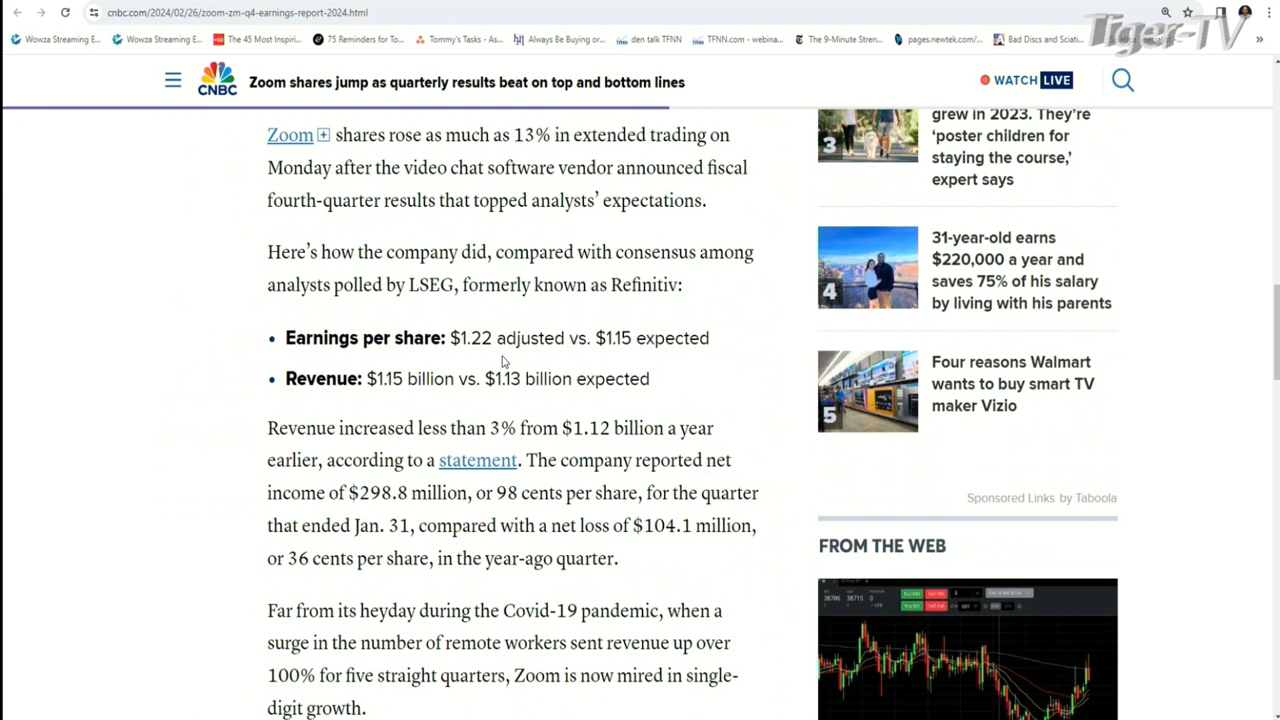 cnbc.com/2024/02/26/zoom-zm-q4-earnings-report-2024.html
Wowza Streaming E... Wowza Streaming E... The 45 Most Inspiri... 75 Reminders for To... Tommy's Tasks - As... Always Be Buying or... den talk TFNN TFNN.com - webina... The 9-Minute Stren... pages.newtek.com/... Bad Discs and Sciati...
Tiger-TV
CNBC
Zoom shares jump as quarterly results beat on top and bottom lines
WATCH LIVE
Zoom shares rose as much as 13% in extended trading on
Monday after the video chat software vendor announced fiscal
fourth-quarter results that topped analysts’ expectations.
Here’s how the company did, compared with consensus among
analysts polled by LSEG, formerly known as Refinitiv:
• Earnings per share: $1.22 adjusted vs. $1.15 expected
• Revenue: $1.15 billion vs. $1.13 billion expected
Revenue increased less than 3% from $1.12 billion a year
earlier, according to a statement. The company reported net
income of $298.8 million, or 98 cents per share, for the quarter
that ended Jan. 31, compared with a net loss of $104.1 million,
or 36 cents per share, in the year-ago quarter.
Far from its heyday during the Covid-19 pandemic, when a
surge in the number of remote workers sent revenue up over
100% for five straight quarters, Zoom is now mired in single-
digit growth.
3
grew in 2023. They’re
‘poster children for
staying the course,’
expert says
4
31-year-old earns
$220,000 a year and
saves 75% of his salary
by living with his parents
5
Four reasons Walmart
wants to buy smart TV
maker Vizio
Sponsored Links by Taboola
FROM THE WEB
38706 38715 0